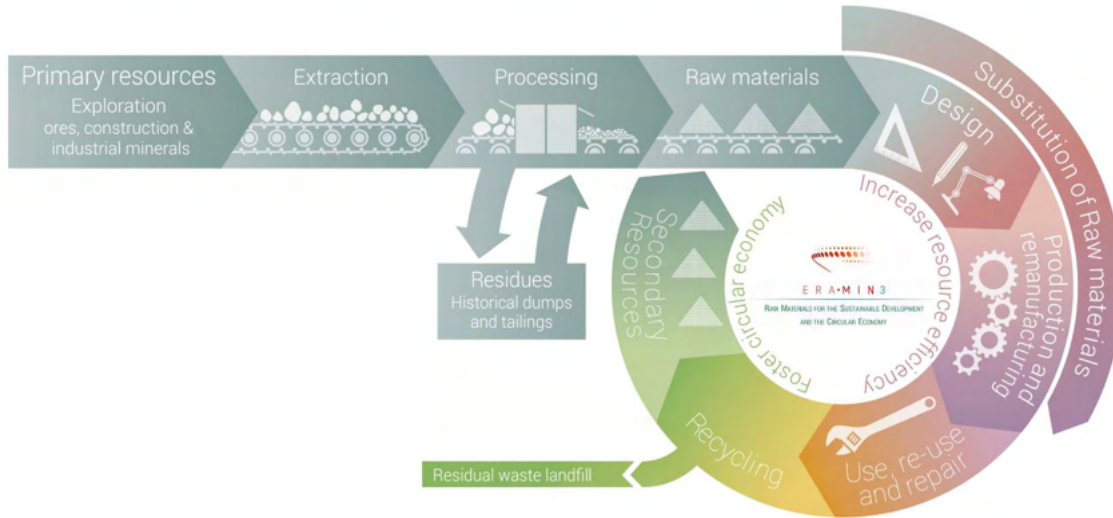 Primary resources
Exploration
ores, construction &
industrial minerals
Extraction
Processing
Raw materials
Design
Substitution of Raw materials
Production and
remanufacturing
Use, re-use
and repair
Recycling
Secondary
Resources
Residues
Historical dumps
and tailings
Residual waste landfill
Foster circular economy
Increase resource efficiency
ERA•MIN3
Raw Materials for the Sustainable Development
and the Circular Economy